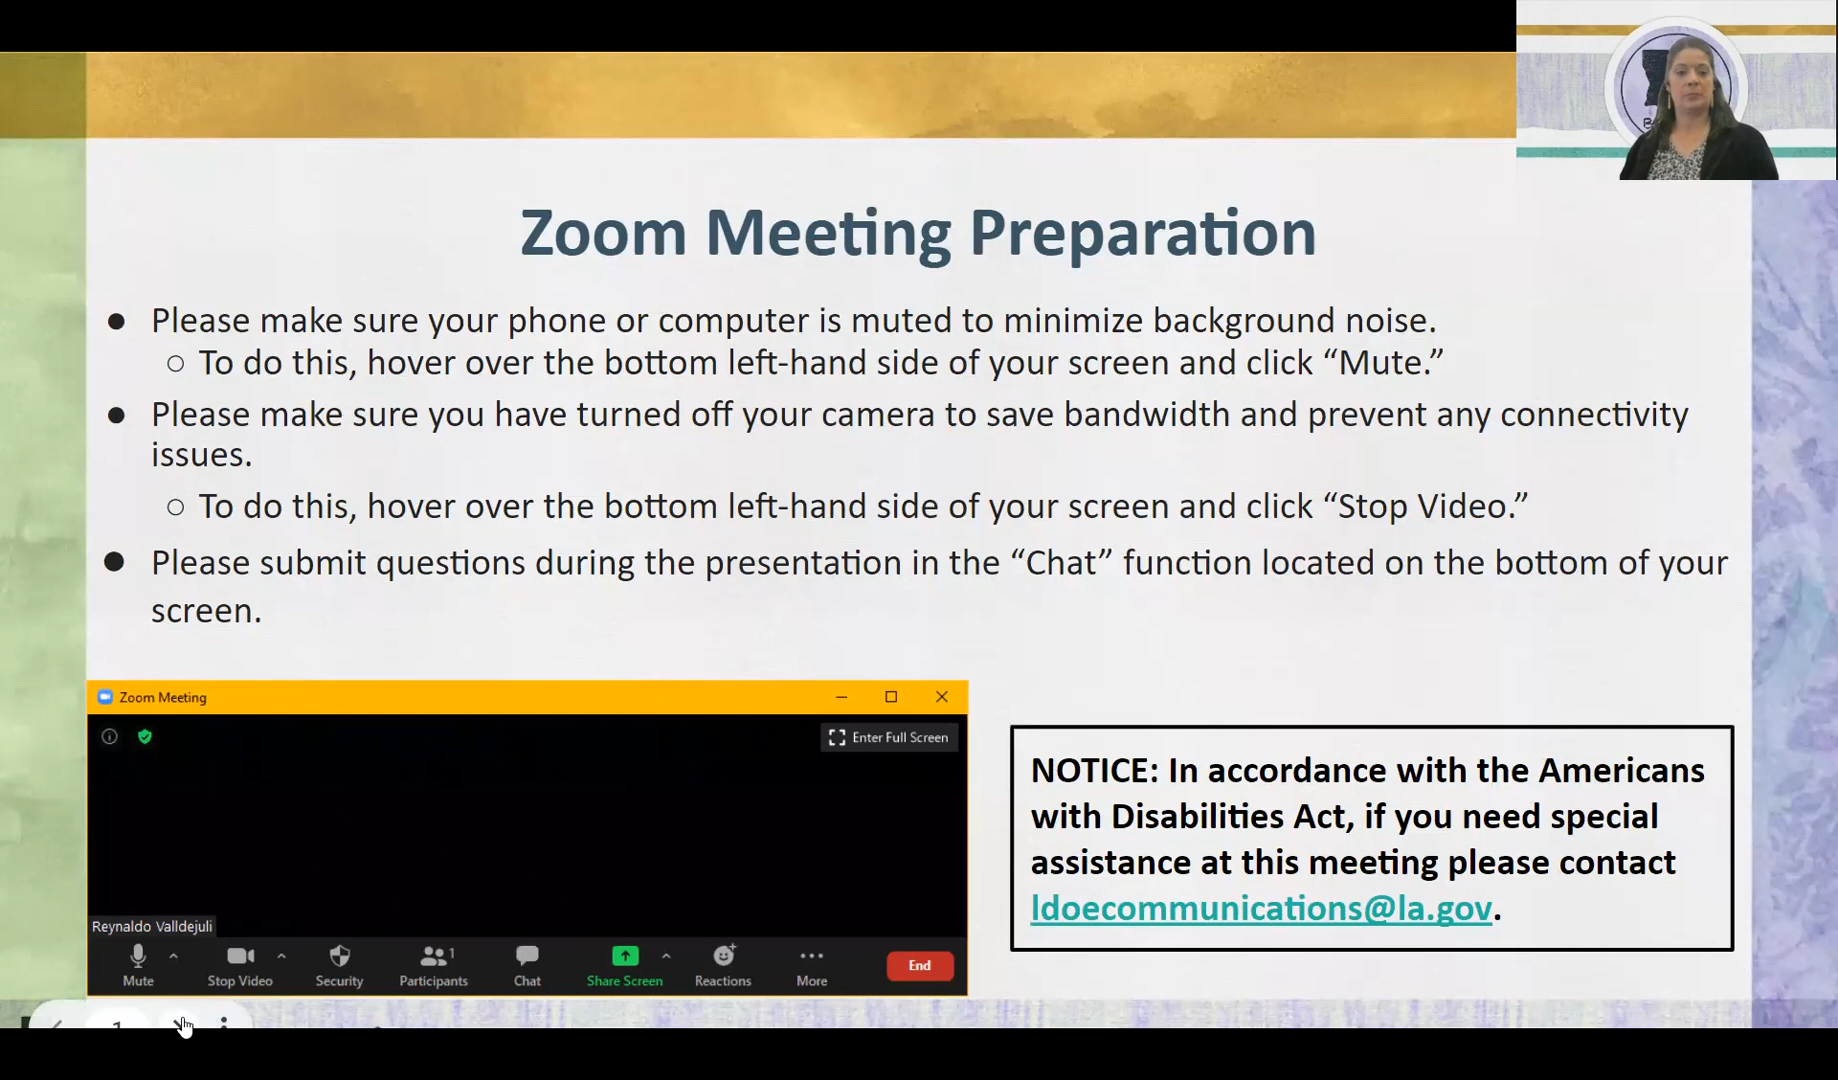 Zoom Meeting Preparation
● Please make sure your phone or computer is muted to minimize background noise.
○ To do this, hover over the bottom left-hand side of your screen and click “Mute.”
● Please make sure you have turned off your camera to save bandwidth and prevent any connectivity
issues.
○ To do this, hover over the bottom left-hand side of your screen and click “Stop Video.”
● Please submit questions during the presentation in the “Chat” function located on the bottom of your
screen.
Zoom Meeting
Enter Full Screen
Reynaldo Valldejuli
Mute Stop Video Security Participants 1 Chat Share Screen Reactions More End
NOTICE: In accordance with the Americans
with Disabilities Act, if you need special
assistance at this meeting please contact
ldoecommunications@la.gov.